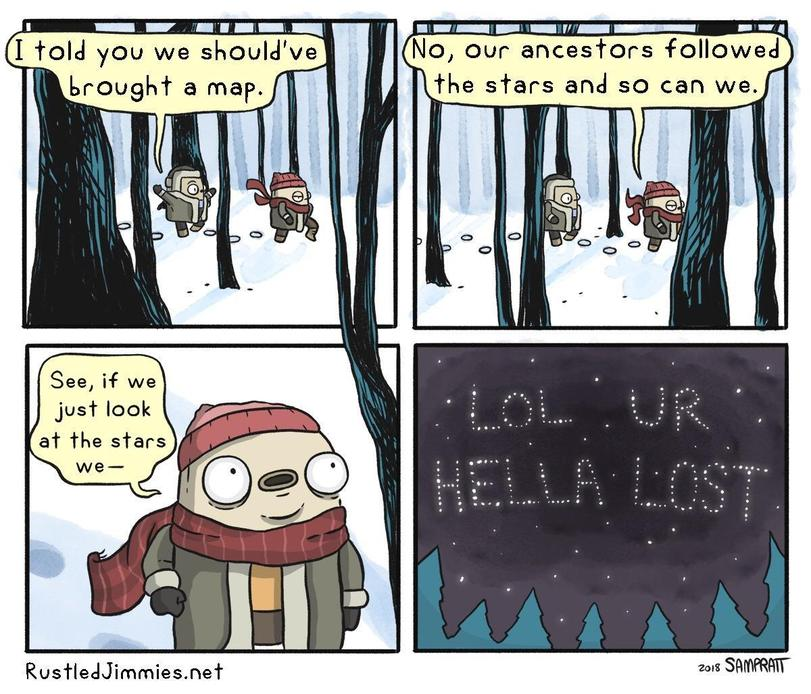 I told you we should've
brought a map.
No, our ancestors followed
the stars and so can we.
See, if we
just look
at the stars
we—
LOL UR
HELLA LOST
RustledJimmies.net
2018 SAMPRATT